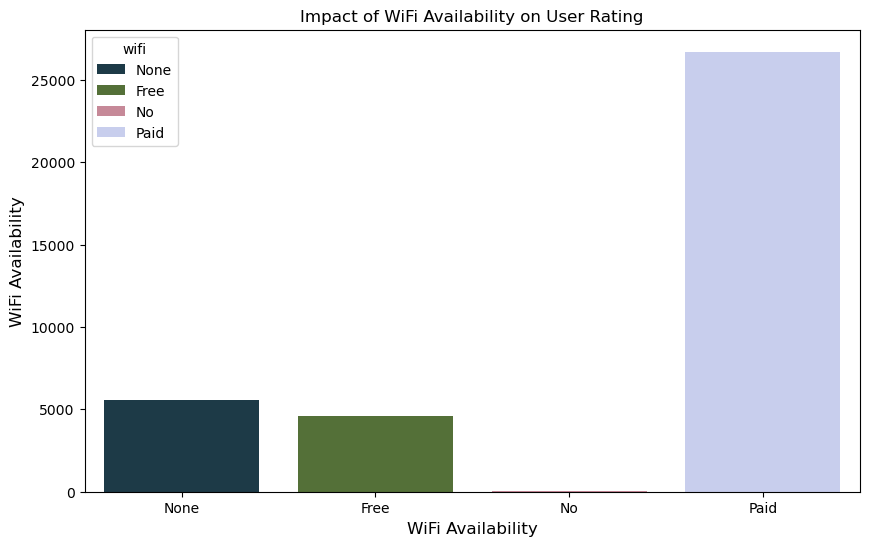 Impact of WiFi Availability on User Rating
wifi
None
Free
No
Paid
25000
20000
15000
10000
5000
0
WiFi Availability
None Free No Paid
WiFi Availability